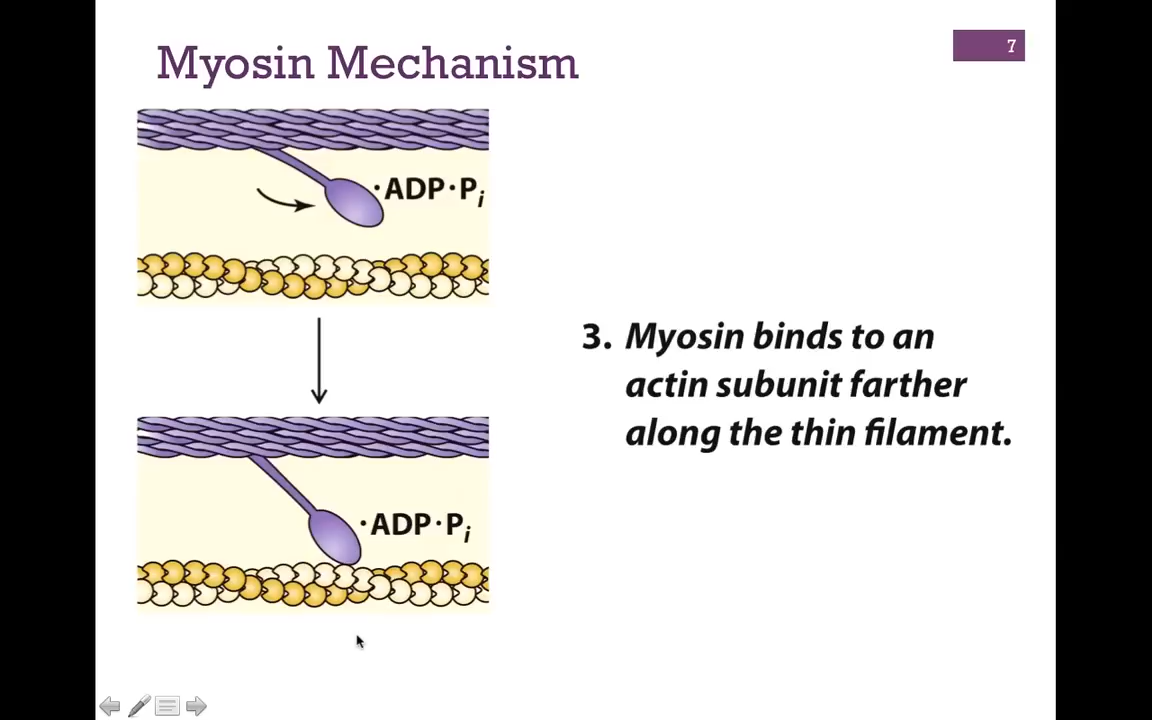 Myosin Mechanism
7
·ADP·Pi
3. Myosin binds to an
actin subunit farther
along the thin filament.
·ADP·Pi